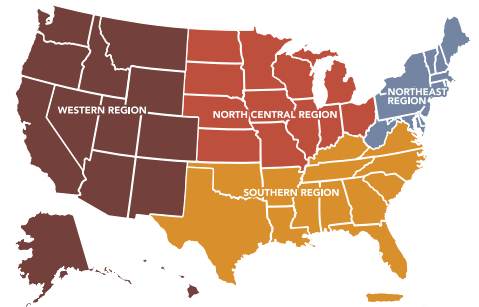 WESTERN REGION
NORTH CENTRAL REGION
NORTHEAST
REGION
SOUTHERN REGION